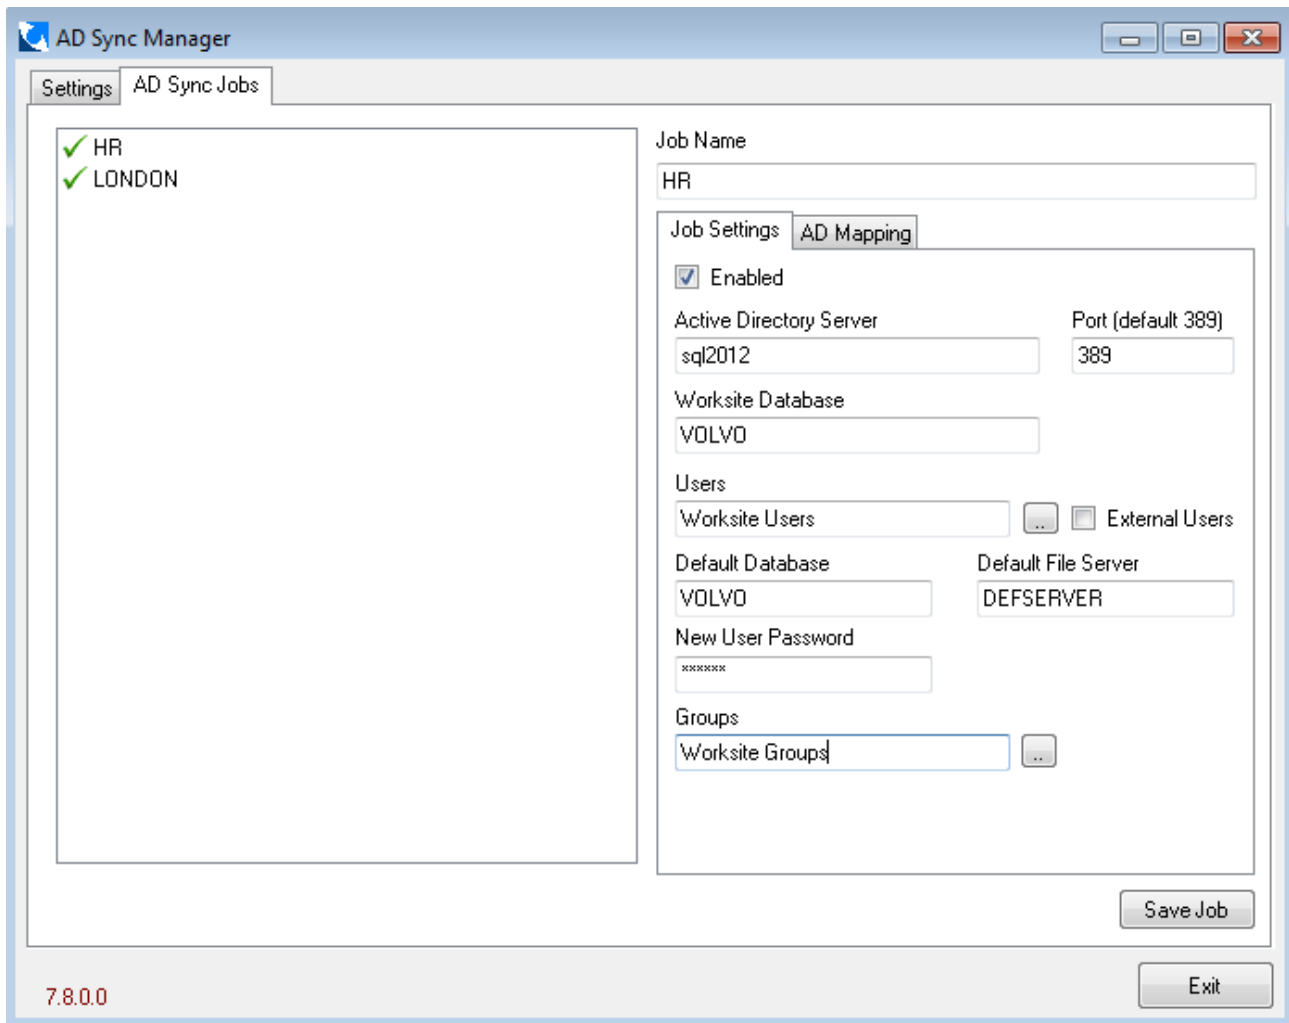 AD Sync Manager
Settings
AD Sync Jobs
HR
LONDON
Job Name
HR
Job Settings
AD Mapping
Enabled
Active Directory Server
Port (default 389)
sql2012
389
Worksite Database
VOLVO
Users
Worksite Users
..
External Users
Default Database
Default File Server
VOLVO
DEFSERVER
New User Password
******
Groups
Worksite Groups
..
Save Job
Exit
7.8.0.0